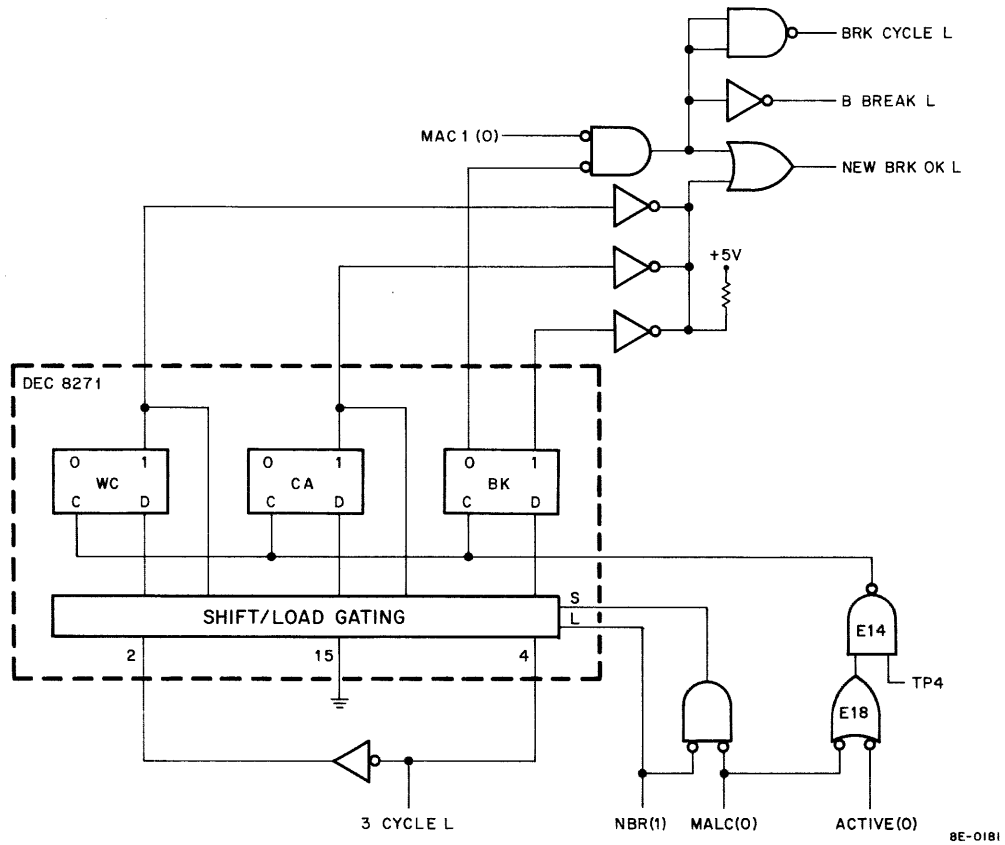 BRK CYCLE L
B BREAK L
MAC 1 (0)
NEW BRK OK L
+5V
DEC 8271
0 1
WC
C D
0 1
CA
C D
0 1
BK
C D
SHIFT/LOAD GATING
S
L
2
15
4
E14
TP4
E18
3 CYCLE L
NBR(1)
MALC(0)
ACTIVE(0)
8E-0181